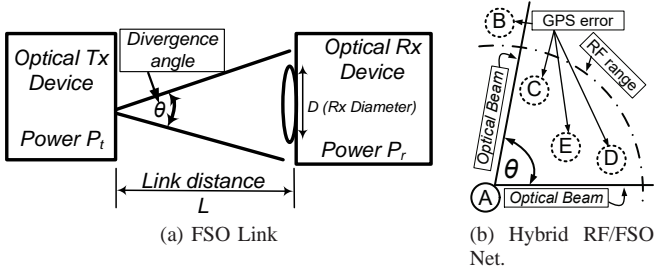 Optical Tx
Device
Power Pt
Divergence
angle
θ
D (Rx Diameter)
Optical Rx
Device
Power Pr
Link distance
L
(a) FSO Link
B
GPS error
RF range
C
Optical Beam
E
D
θ
A
Optical Beam
(b) Hybrid RF/FSO
Net.